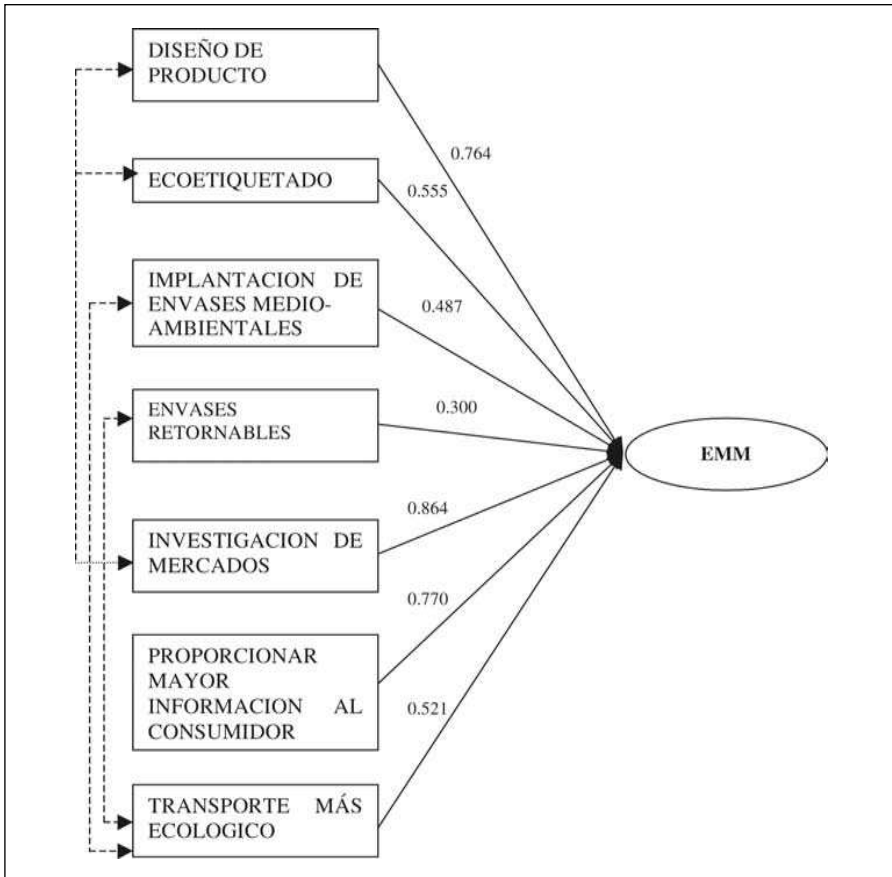 DISEÑO DE
PRODUCTO
0.764
ECOETIQUETADO
0.555
IMPLANTACION DE
ENVASES MEDIO-
AMBIENTALES
0.487
ENVASES
RETORNABLES
0.300
EMM
INVESTIGACION DE
MERCADOS
0.864
PROPORCIONAR
MAYOR
INFORMACION AL
CONSUMIDOR
0.770
TRANSPORTE MÁS
ECOLOGICO
0.521